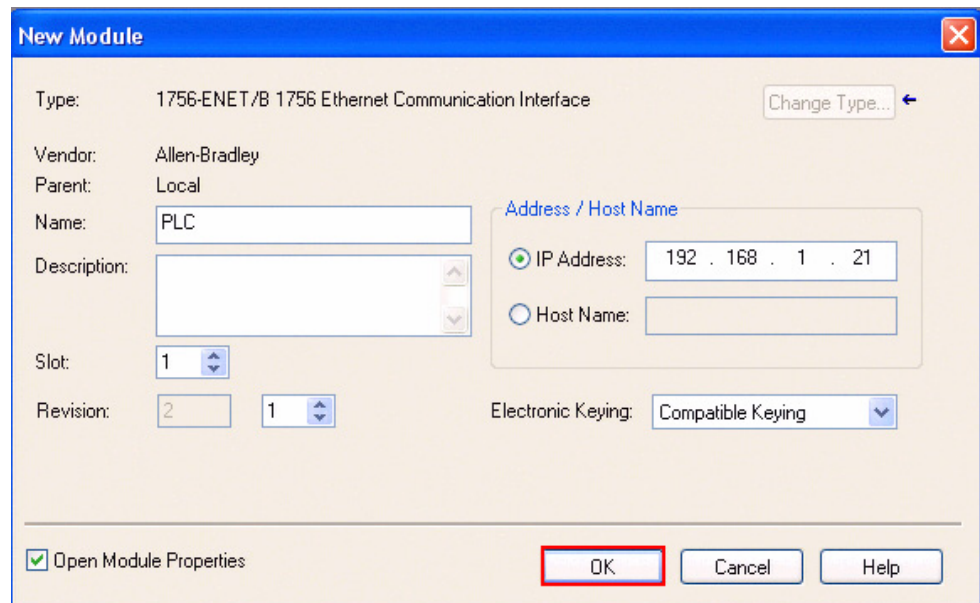 New Module
Type: 1756-ENET/B 1756 Ethernet Communication Interface
Change Type...
Vendor: Allen-Bradley
Parent: Local
Name: PLC
Description:
Address / Host Name
IP Address: 192 . 168 . 1 . 21
Host Name:
Slot: 1
Revision: 2 1
Electronic Keying: Compatible Keying
Open Module Properties
OK
Cancel
Help